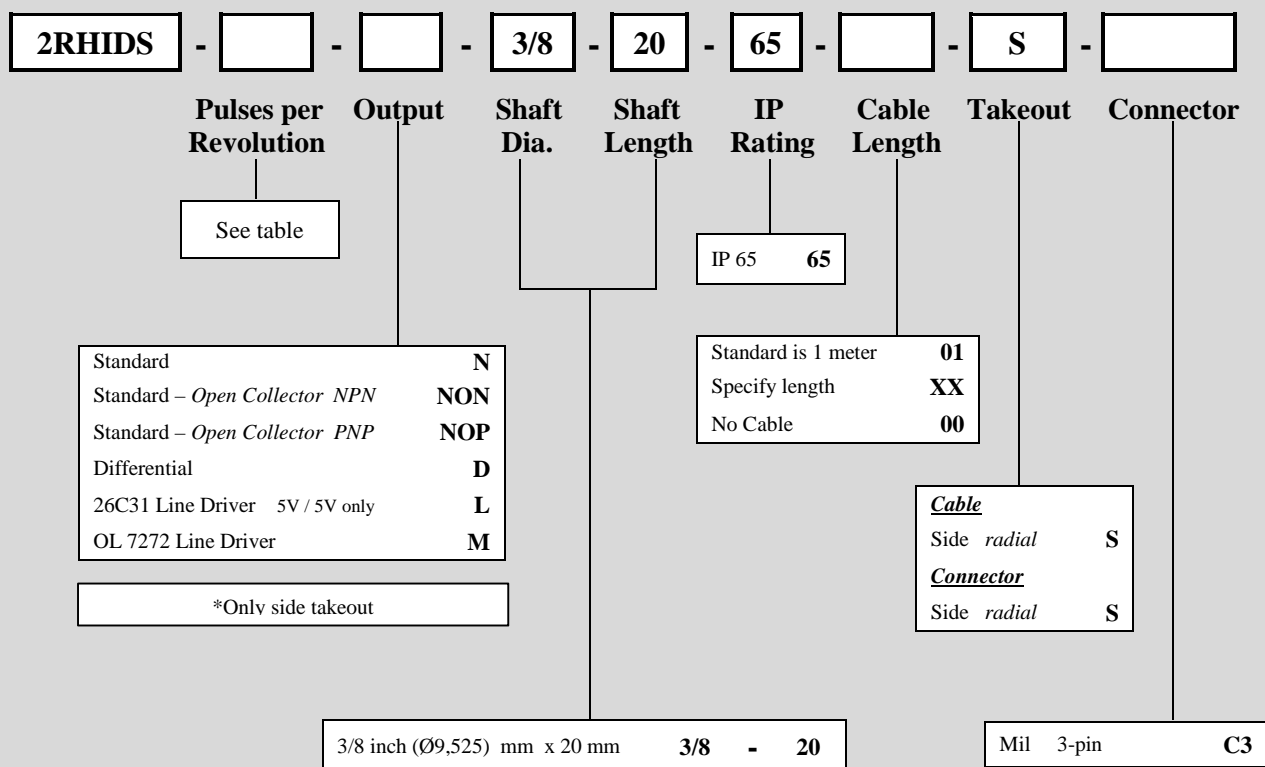 2RHIDS - - - 3/8 - 20 - 65 - - S -
Pulses per Revolution
Output
Shaft Dia.
Shaft Length
IP Rating
Cable Length
Takeout
Connector
See table
IP 65 65
Standard N
Standard – Open Collector NPN NON
Standard – Open Collector PNP NOP
Differential D
26C31 Line Driver 5V / 5V only L
OL 7272 Line Driver M
*Only side takeout
Standard is 1 meter 01
Specify length XX
No Cable 00
Cable
Side radial S
Connector
Side radial S
3/8 inch (Ø9,525) mm x 20 mm 3/8 - 20
Mil 3-pin C3